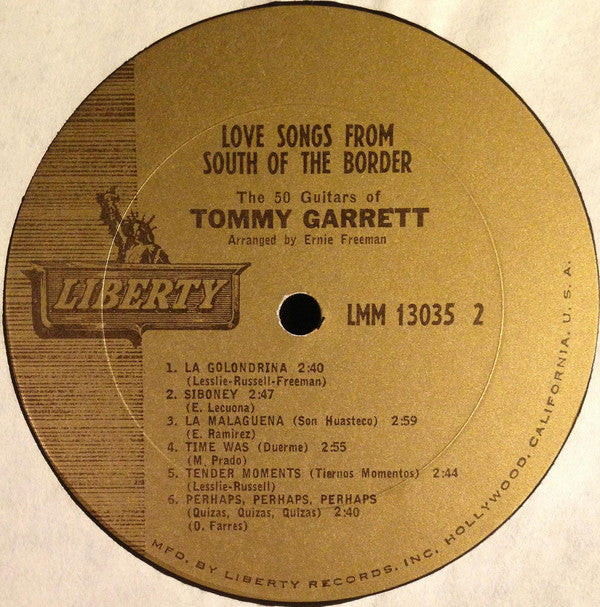 LOVE SONGS FROM
SOUTH OF THE BORDER
The 50 Guitars of
TOMMY GARRETT
Arranged by Ernie Freeman
LIBERTY
LMM 13035 2
1. LA GOLONDRINA 2:40
(Lesslie-Russell-Freeman)
2. SIBONEY 2:47
(E. Lecuona)
3. LA MALAGUENA (Son Huasteco) 2:59
(E. Ramirez)
4. TIME WAS (Duerme) 2:55
(M. Prado)
5. TENDER MOMENTS (Tiernos Momentos) 2:44
(Lesslie-Russell)
6. PERHAPS, PERHAPS, PERHAPS
(Quizas, Quizas, Quizas) 2:40
(O. Farres)
MFD. BY LIBERTY RECORDS, INC. HOLLYWOOD, CALIFORNIA, U. S. A.